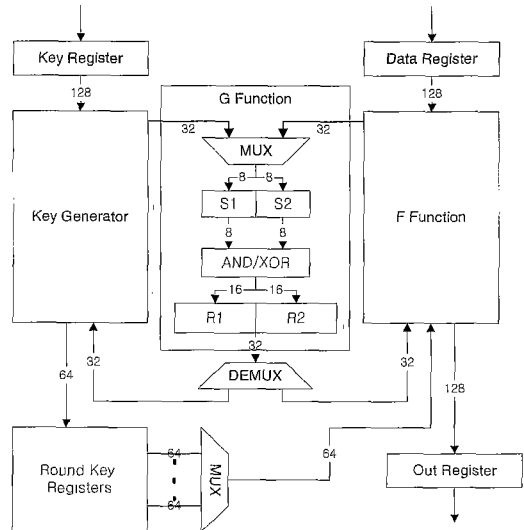 Key Register
Data Register
128
128
G Function
32
32
MUX
8
8
Key Generator
S1
S2
F Function
8
8
AND/XOR
16
16
R1
R2
32
64
32
DEMUX
32
128
64
64
Round Key
Registers
MUX
64
Out Register